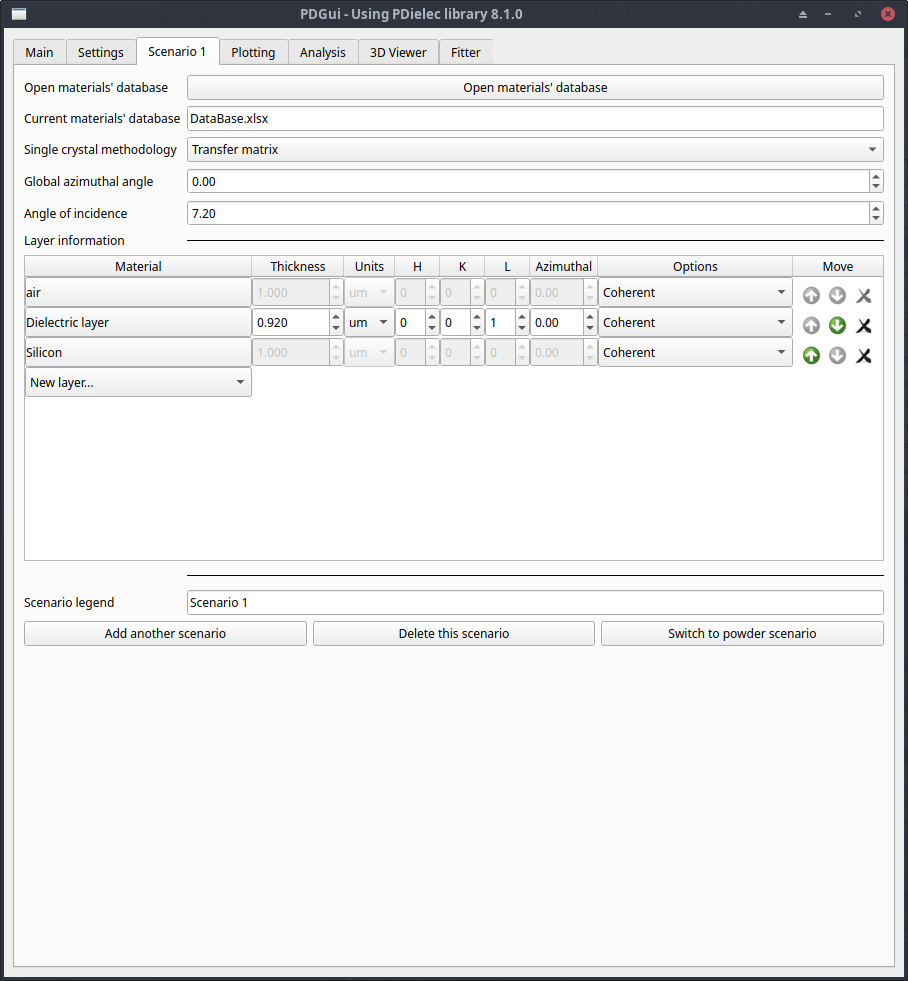 PDGui - Using PDielec library 8.1.0
Main Settings Scenario 1 Plotting Analysis 3D Viewer Fitter
Open materials' database Open materials' database
Current materials' database DataBase.xlsx
Single crystal methodology Transfer matrix
Global azimuthal angle 0.00
Angle of incidence 7.20
Layer information
Material Thickness Units H K L Azimuthal Options Move
air 1.000 um 0 0 0 0.00 Coherent
Dielectric layer 0.920 um 0 0 1 0.00 Coherent
Silicon 1.000 um 0 0 0 0.00 Coherent
New layer...
Scenario legend Scenario 1
Add another scenario Delete this scenario Switch to powder scenario